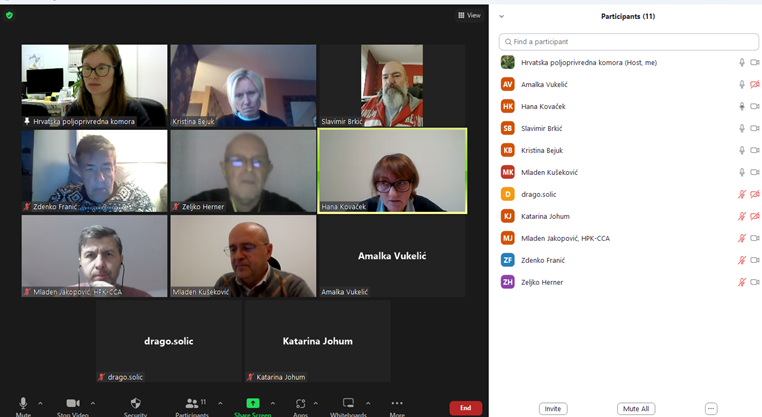 View
Hrvatska poljoprivredna komora
Kristina Bejuk
Slavimir Brkić
Zdenko Franić
Zeljko Herner
Hana Kovaček
Mladen Jakopović, HPK-CCA
Mladen Kušeković
Amalka Vukelić
Amalka Vukelić
drago.solic
drago.solic
Katarina Johum
Katarina Johum
Mute
Stop Video
Security
Participants
11
Share Screen
Apps
Whiteboards
More
End
Participants (11)
Find a participant
Hrvatska poljoprivredna komora (Host, me)
AV Amalka Vukelić
HK Hana Kovaček
SB Slavimir Brkić
KB Kristina Bejuk
MK Mladen Kušeković
D drago.solic
KJ Katarina Johum
MJ Mladen Jakopović, HPK-CCA
ZF Zdenko Franić
ZH Zeljko Herner
Invite
Mute All